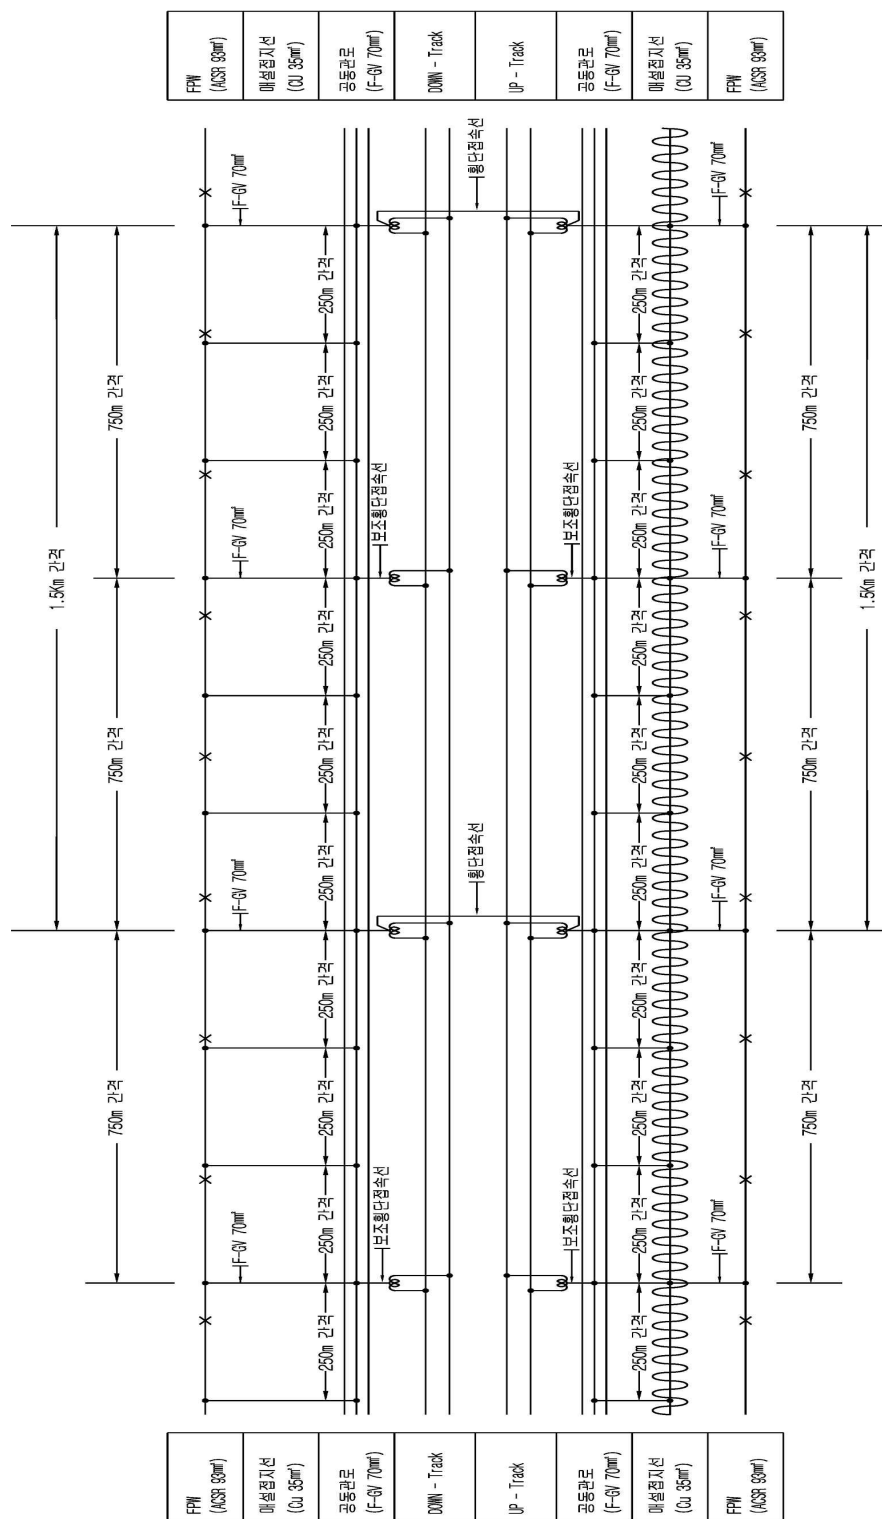 FPW
(ACSR 93㎟)
매설접지선
(CU 35㎟)
공동관로
(F-GV 70㎟)
DOWN - Track
UP - Track
공동관로
(F-GV 70㎟)
매설접지선
(CU 35㎟)
FPW
(ACSR 93㎟)
F-GV 70㎟
횡단접속선
F-GV 70㎟
250m 간격
250m 간격
750m 간격
250m 간격
250m 간격
750m 간격
보조횡단접속선
보조횡단접속선
F-GV 70㎟
250m 간격
250m 간격
F-GV 70㎟
1.5Km 간격
1.5Km 간격
250m 간격
250m 간격
750m 간격
250m 간격
250m 간격
750m 간격
횡단접속선
F-GV 70㎟
250m 간격
250m 간격
F-GV 70㎟
250m 간격
250m 간격
750m 간격
250m 간격
250m 간격
750m 간격
보조횡단접속선
보조횡단접속선
F-GV 70㎟
250m 간격
250m 간격
F-GV 70㎟
250m 간격
250m 간격
FPW
(ACSR 93㎟)
매설접지선
(Cu 35㎟)
공동관로
(F-GV 70㎟)
DOWN - Track
UP - Track
공동관로
(F-GV 70㎟)
매설접지선
(Cu 35㎟)
FPW
(ACSR 93㎟)